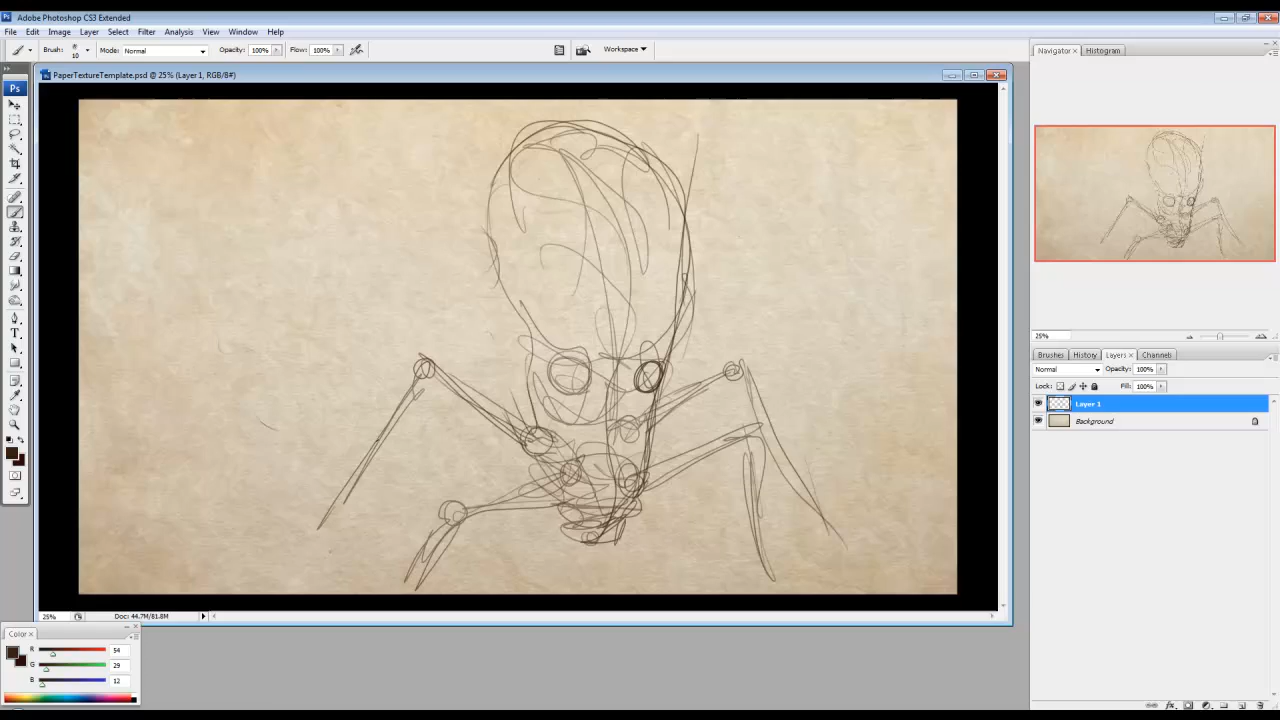 Adobe Photoshop CS3 Extended
File Edit Image Layer Select Filter Analysis View Window Help
Brush: 10 Mode: Normal Opacity: 100% Flow: 100% Workspace
Navigator × Histogram
PaperTextureTemplate.psd @ 25% (Layer 1, RGB/8#)
Ps
25%
Brushes History Layers × Channels
Normal Opacity: 100%
Lock: Fill: 100%
Layer 1
Background
25% Doc: 44.7M/81.8M
Color ×
R 54
G 29
B 12